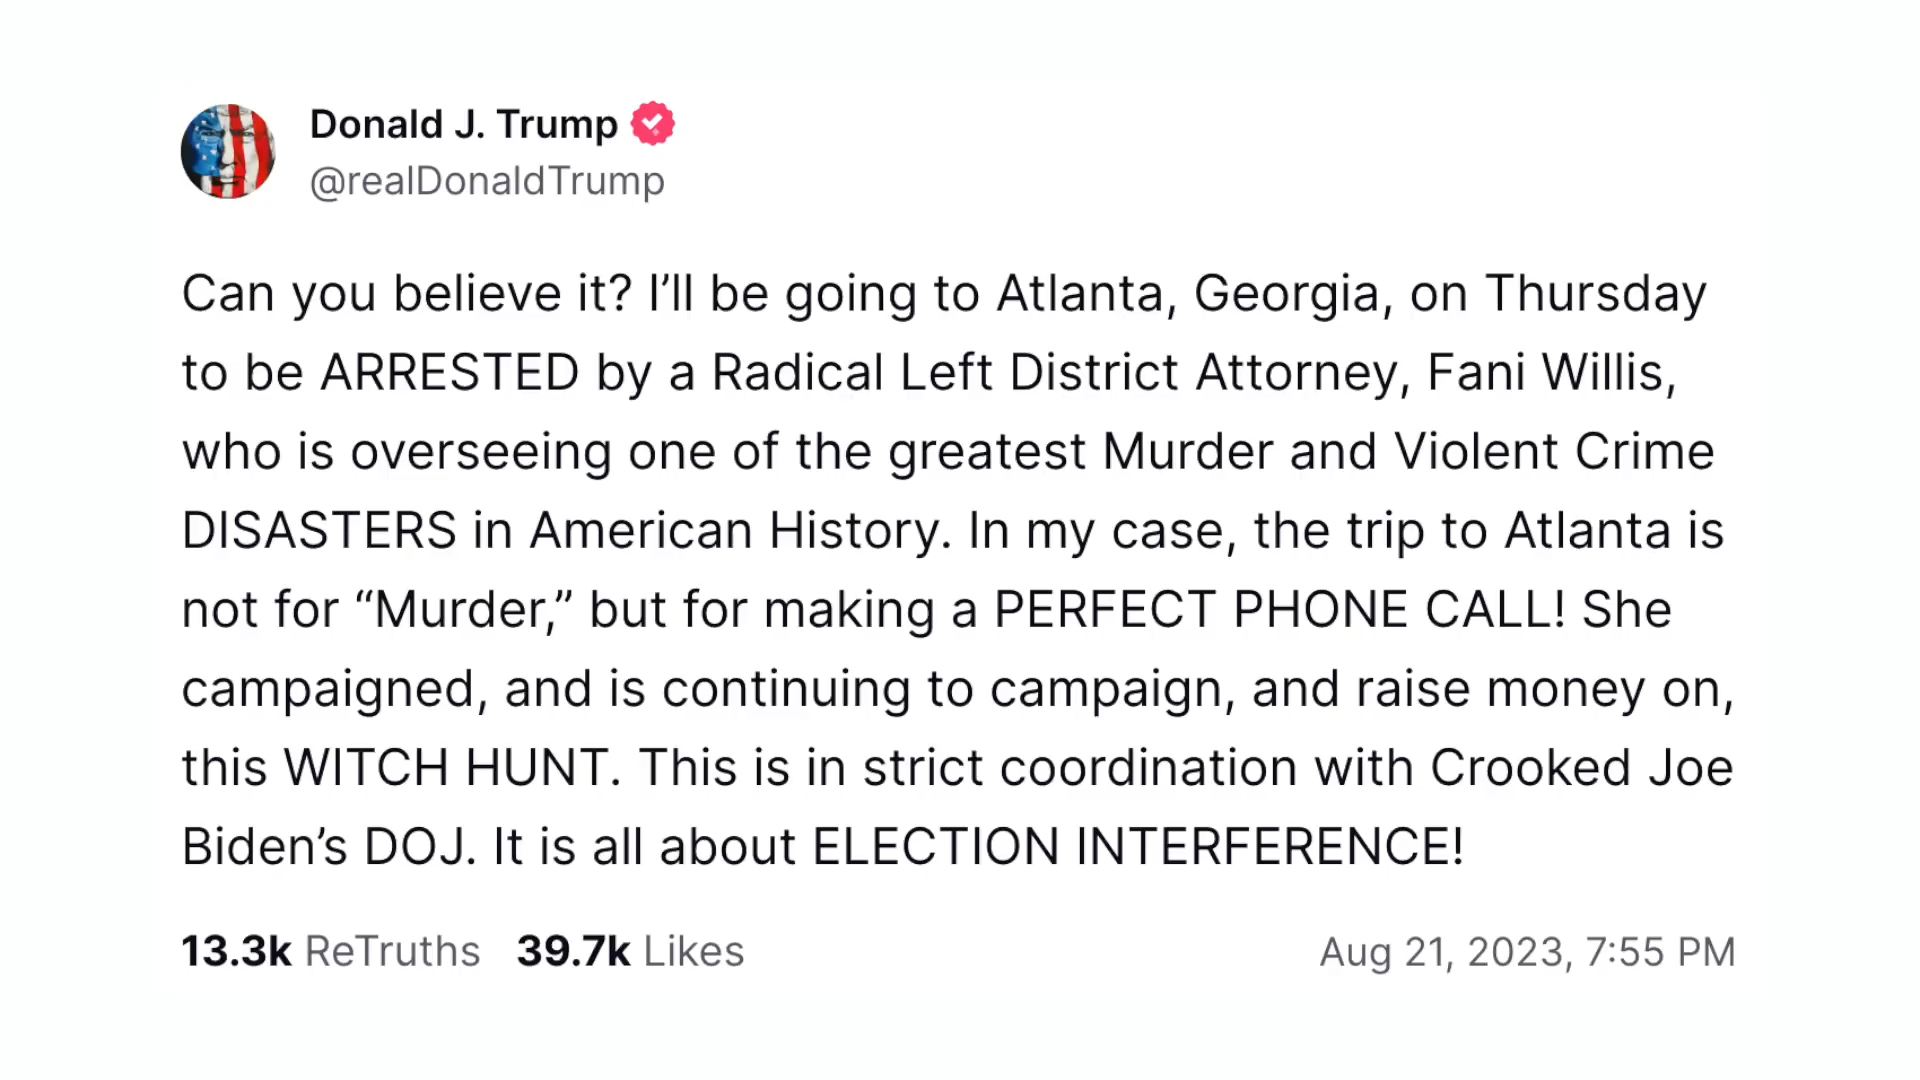 Donald J. Trump
@realDonaldTrump
Can you believe it? I’ll be going to Atlanta, Georgia, on Thursday
to be ARRESTED by a Radical Left District Attorney, Fani Willis,
who is overseeing one of the greatest Murder and Violent Crime
DISASTERS in American History. In my case, the trip to Atlanta is
not for “Murder,” but for making a PERFECT PHONE CALL! She
campaigned, and is continuing to campaign, and raise money on,
this WITCH HUNT. This is in strict coordination with Crooked Joe
Biden’s DOJ. It is all about ELECTION INTERFERENCE!
13.3k ReTruths 39.7k Likes Aug 21, 2023, 7:55 PM